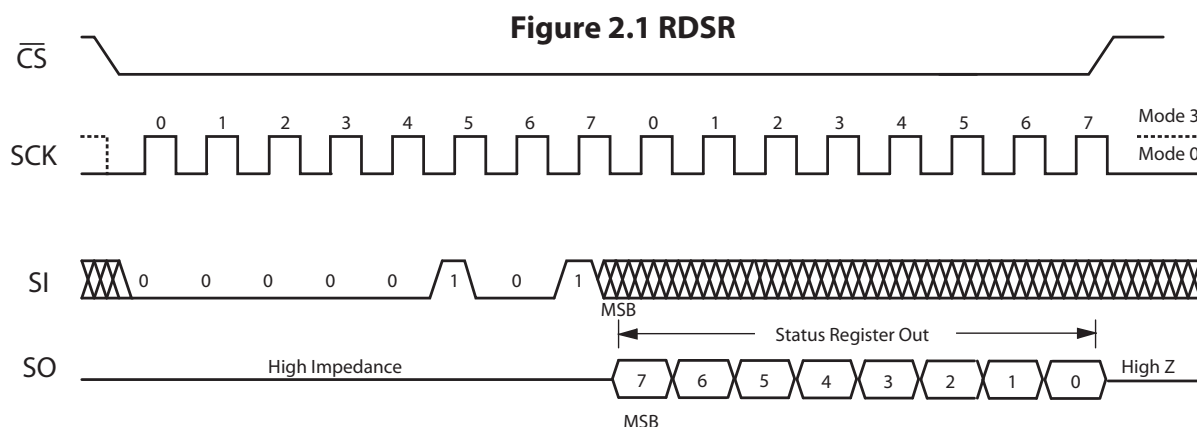 Figure 2.1 RDSR
CS
0 1 2 3 4 5 6 7 0 1 2 3 4 5 6 7
Mode 3
SCK
Mode 0
SI
0 0 0 0 0 1 0 1
MSB
Status Register Out
SO
High Impedance
7 6 5 4 3 2 1 0
High Z
MSB